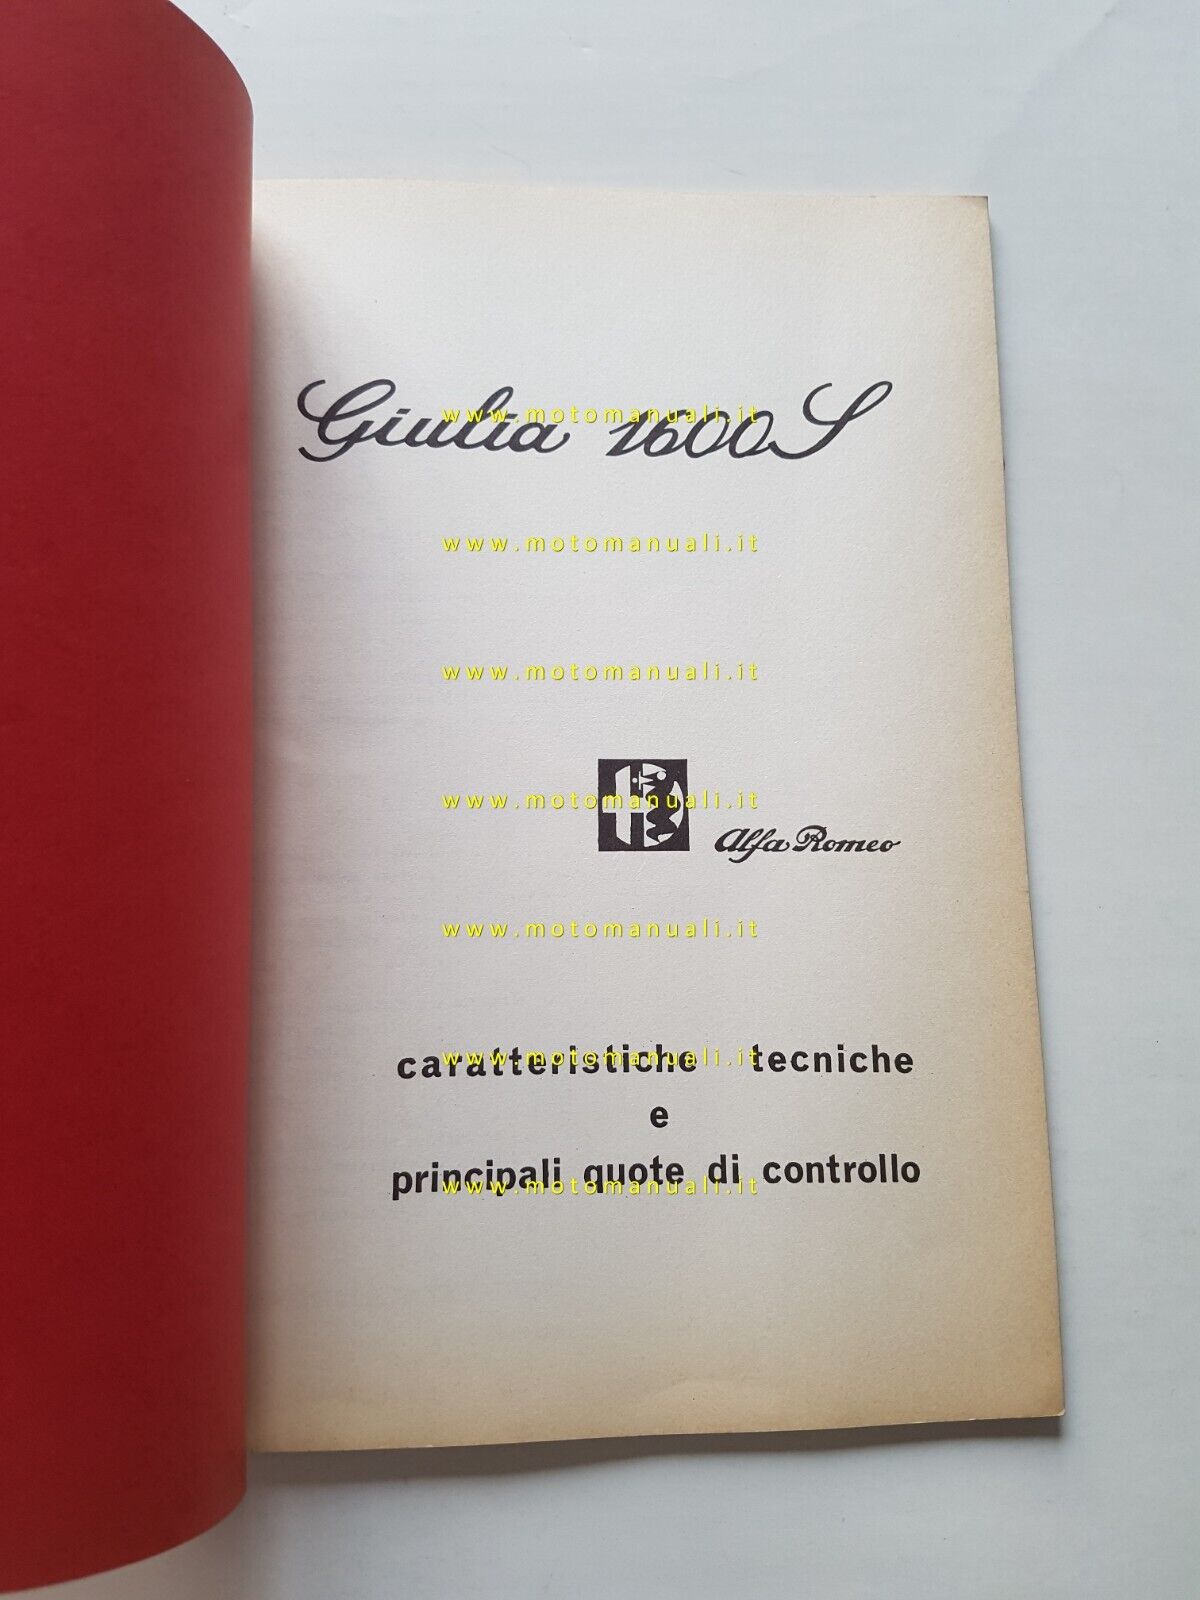 Giulia 1600 S
www.motomanuali.it
www.motomanuali.it
www.motomanuali.it
www.motomanuali.it
Alfa Romeo
www.motomanuali.it
caratteristiche tecniche
www.motomanuali.it
e
principali quote di controllo
www.motomanuali.it